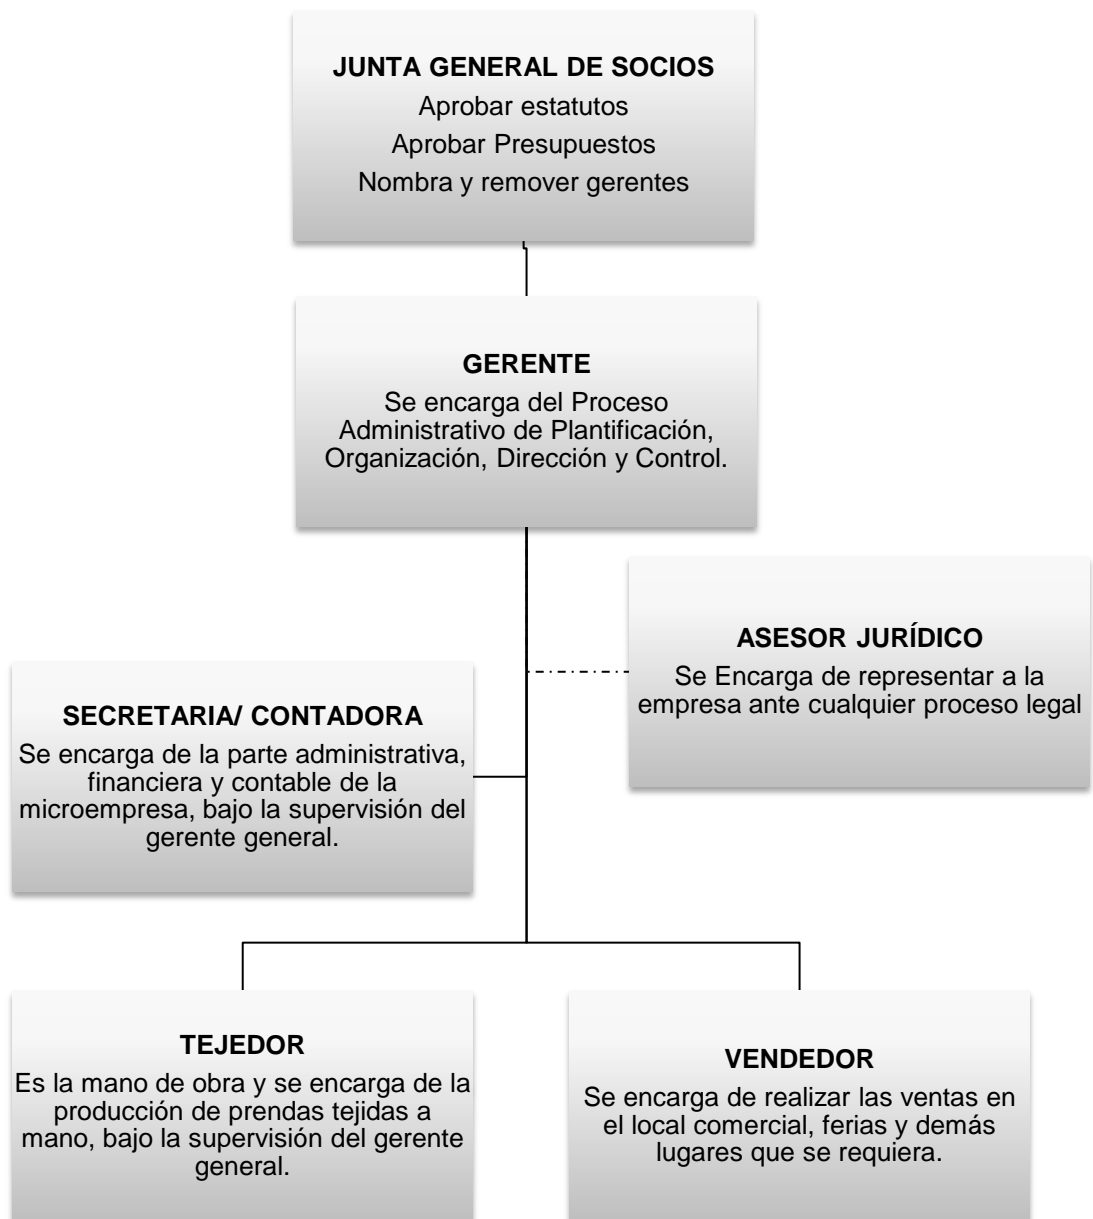 JUNTA GENERAL DE SOCIOS
Aprobar estatutos
Aprobar Presupuestos
Nombra y remover gerentes
GERENTE
Se encarga del Proceso
Administrativo de Plantificación,
Organización, Dirección y Control.
ASESOR JURÍDICO
Se Encarga de representar a la
empresa ante cualquier proceso legal
SECRETARIA/ CONTADORA
Se encarga de la parte administrativa,
financiera y contable de la
microempresa, bajo la supervisión del
gerente general.
TEJEDOR
Es la mano de obra y se encarga de la
producción de prendas tejidas a
mano, bajo la supervisión del gerente
general.
VENDEDOR
Se encarga de realizar las ventas en
el local comercial, ferias y demás
lugares que se requiera.